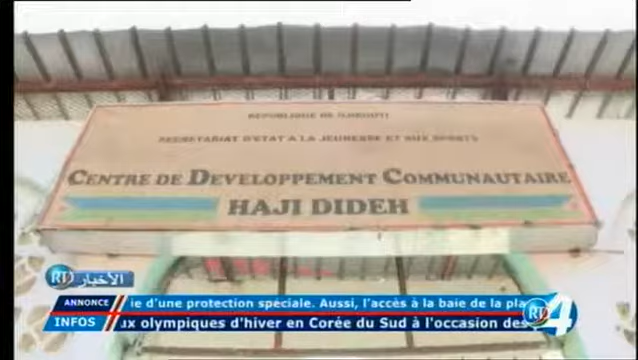 REPUBLIQUE DE DJIBOUTI
SECRETARIAT D'ETAT A LA JEUNESSE ET AUX SPORTS
CENTRE DE DEVELOPPEMENT COMMUNAUTAIRE
HAJI DIDEH
RTD الأخبار
ANNONCE ie d'une protection spéciale. Aussi, l'accès à la baie de la pla
INFOS ux olympiques d'hiver en Corée du Sud à l'occasion des
RTD 4